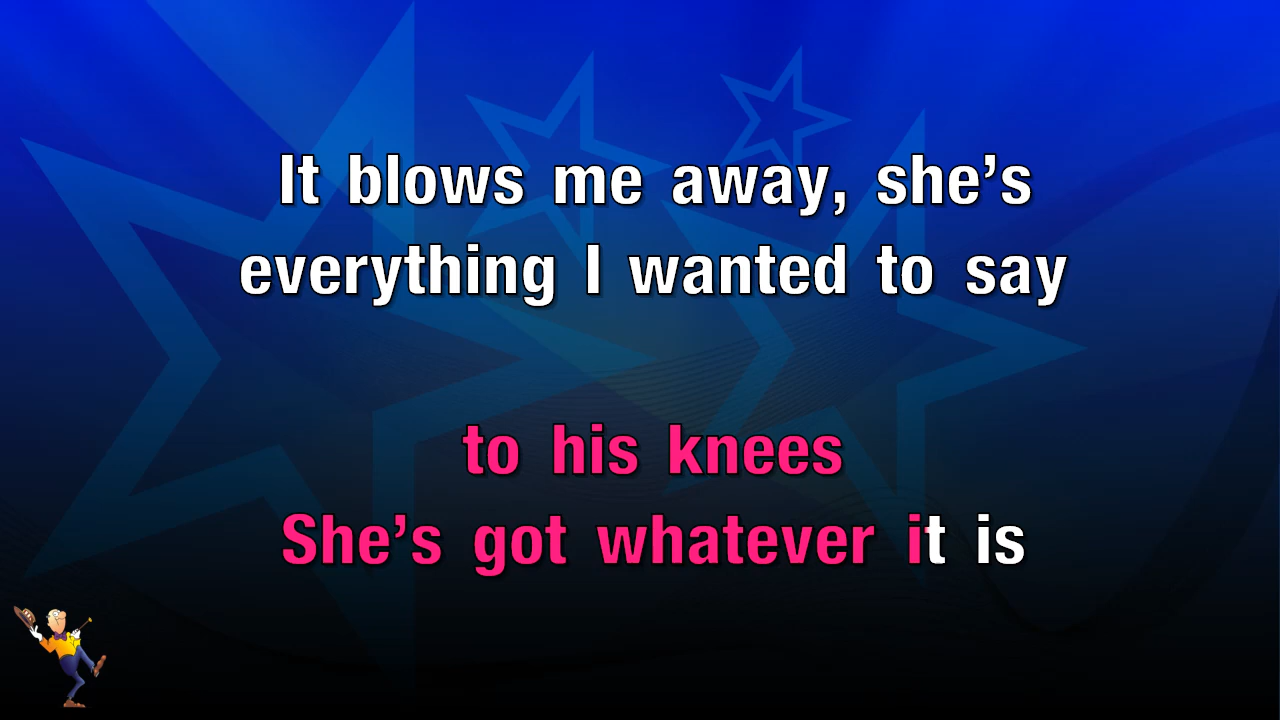 It blows me away, she’s
everything I wanted to say
to his knees
She’s got whatever it is